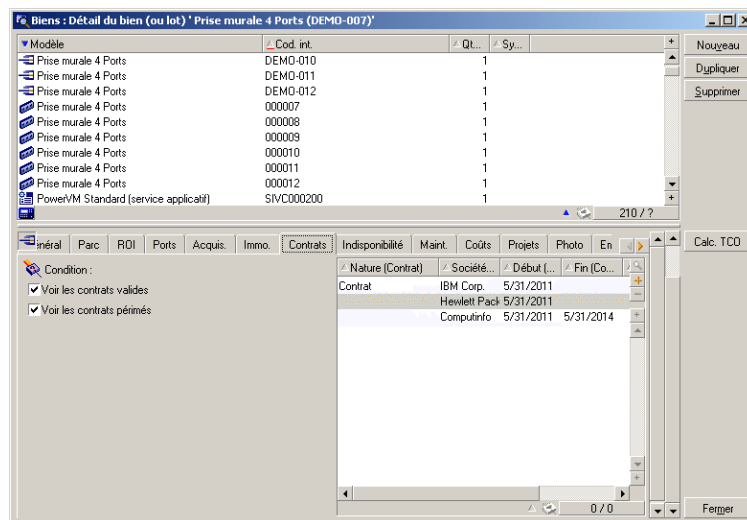 Biens : Détail du bien (ou lot) ' Prise murale 4 Ports (DEMO-007)'
Modèle Cod. int. Qt... Sy... +
Prise murale 4 Ports DEMO-010 1
Prise murale 4 Ports DEMO-011 1
Prise murale 4 Ports DEMO-012 1
Prise murale 4 Ports 000007 1
Prise murale 4 Ports 000008 1
Prise murale 4 Ports 000009 1
Prise murale 4 Ports 000010 1
Prise murale 4 Ports 000011 1
Prise murale 4 Ports 000012 1
PowerVM Standard (service applicatif) SIVC000200 1
210 / ?
Nouveau
Dupliquer
Supprimer
inéral Parc ROI Ports Acquis. Immo. Contrats Indisponibilité Maint. Coûts Projets Photo En
Calc. TCO
Condition :
Voir les contrats valides
Voir les contrats périmés
Nature (Contrat) Société... Début (... Fin (Co...
Contrat IBM Corp. 5/31/2011
Hewlett Pack 5/31/2011
Computinfo 5/31/2011 5/31/2014
0 / 0
Fermer